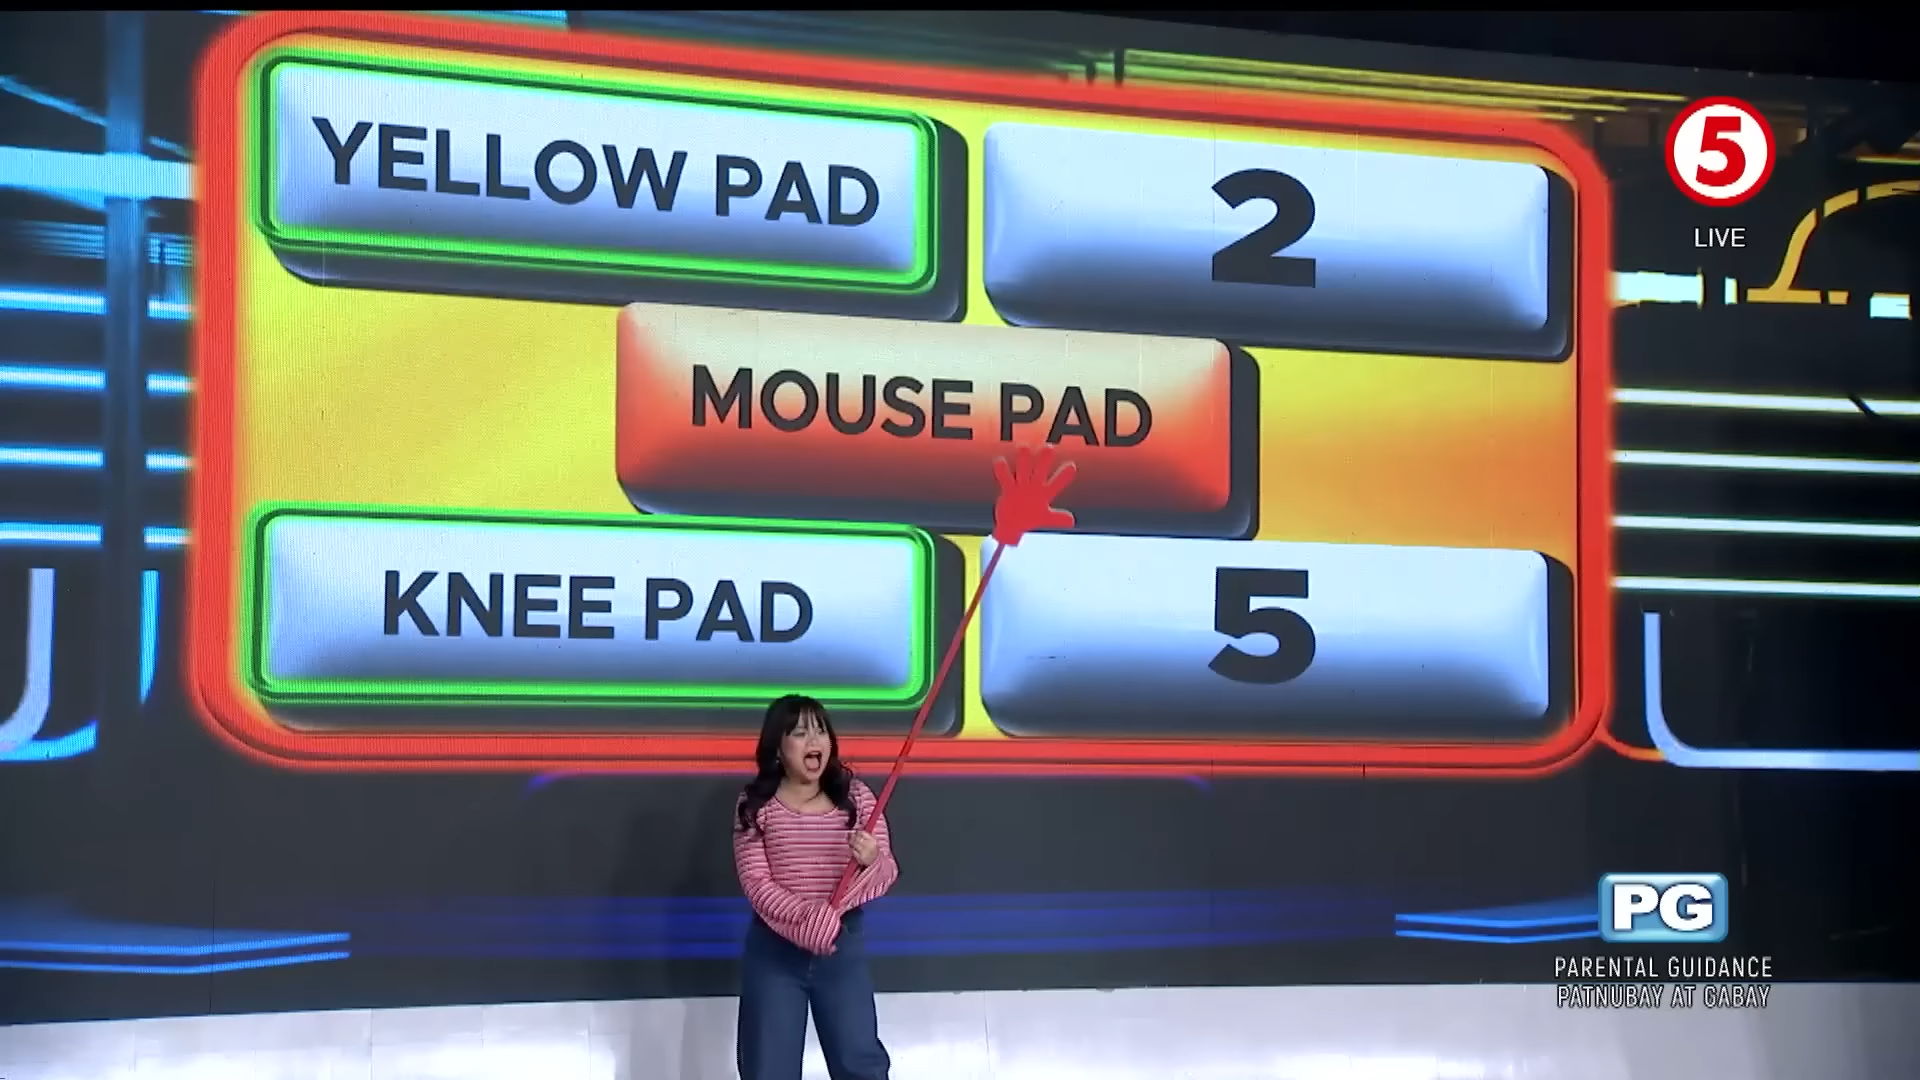 YELLOW PAD
2
5
LIVE
MOUSE PAD
KNEE PAD
5
PG
PARENTAL GUIDANCE
PATNUBAY AT GABAY